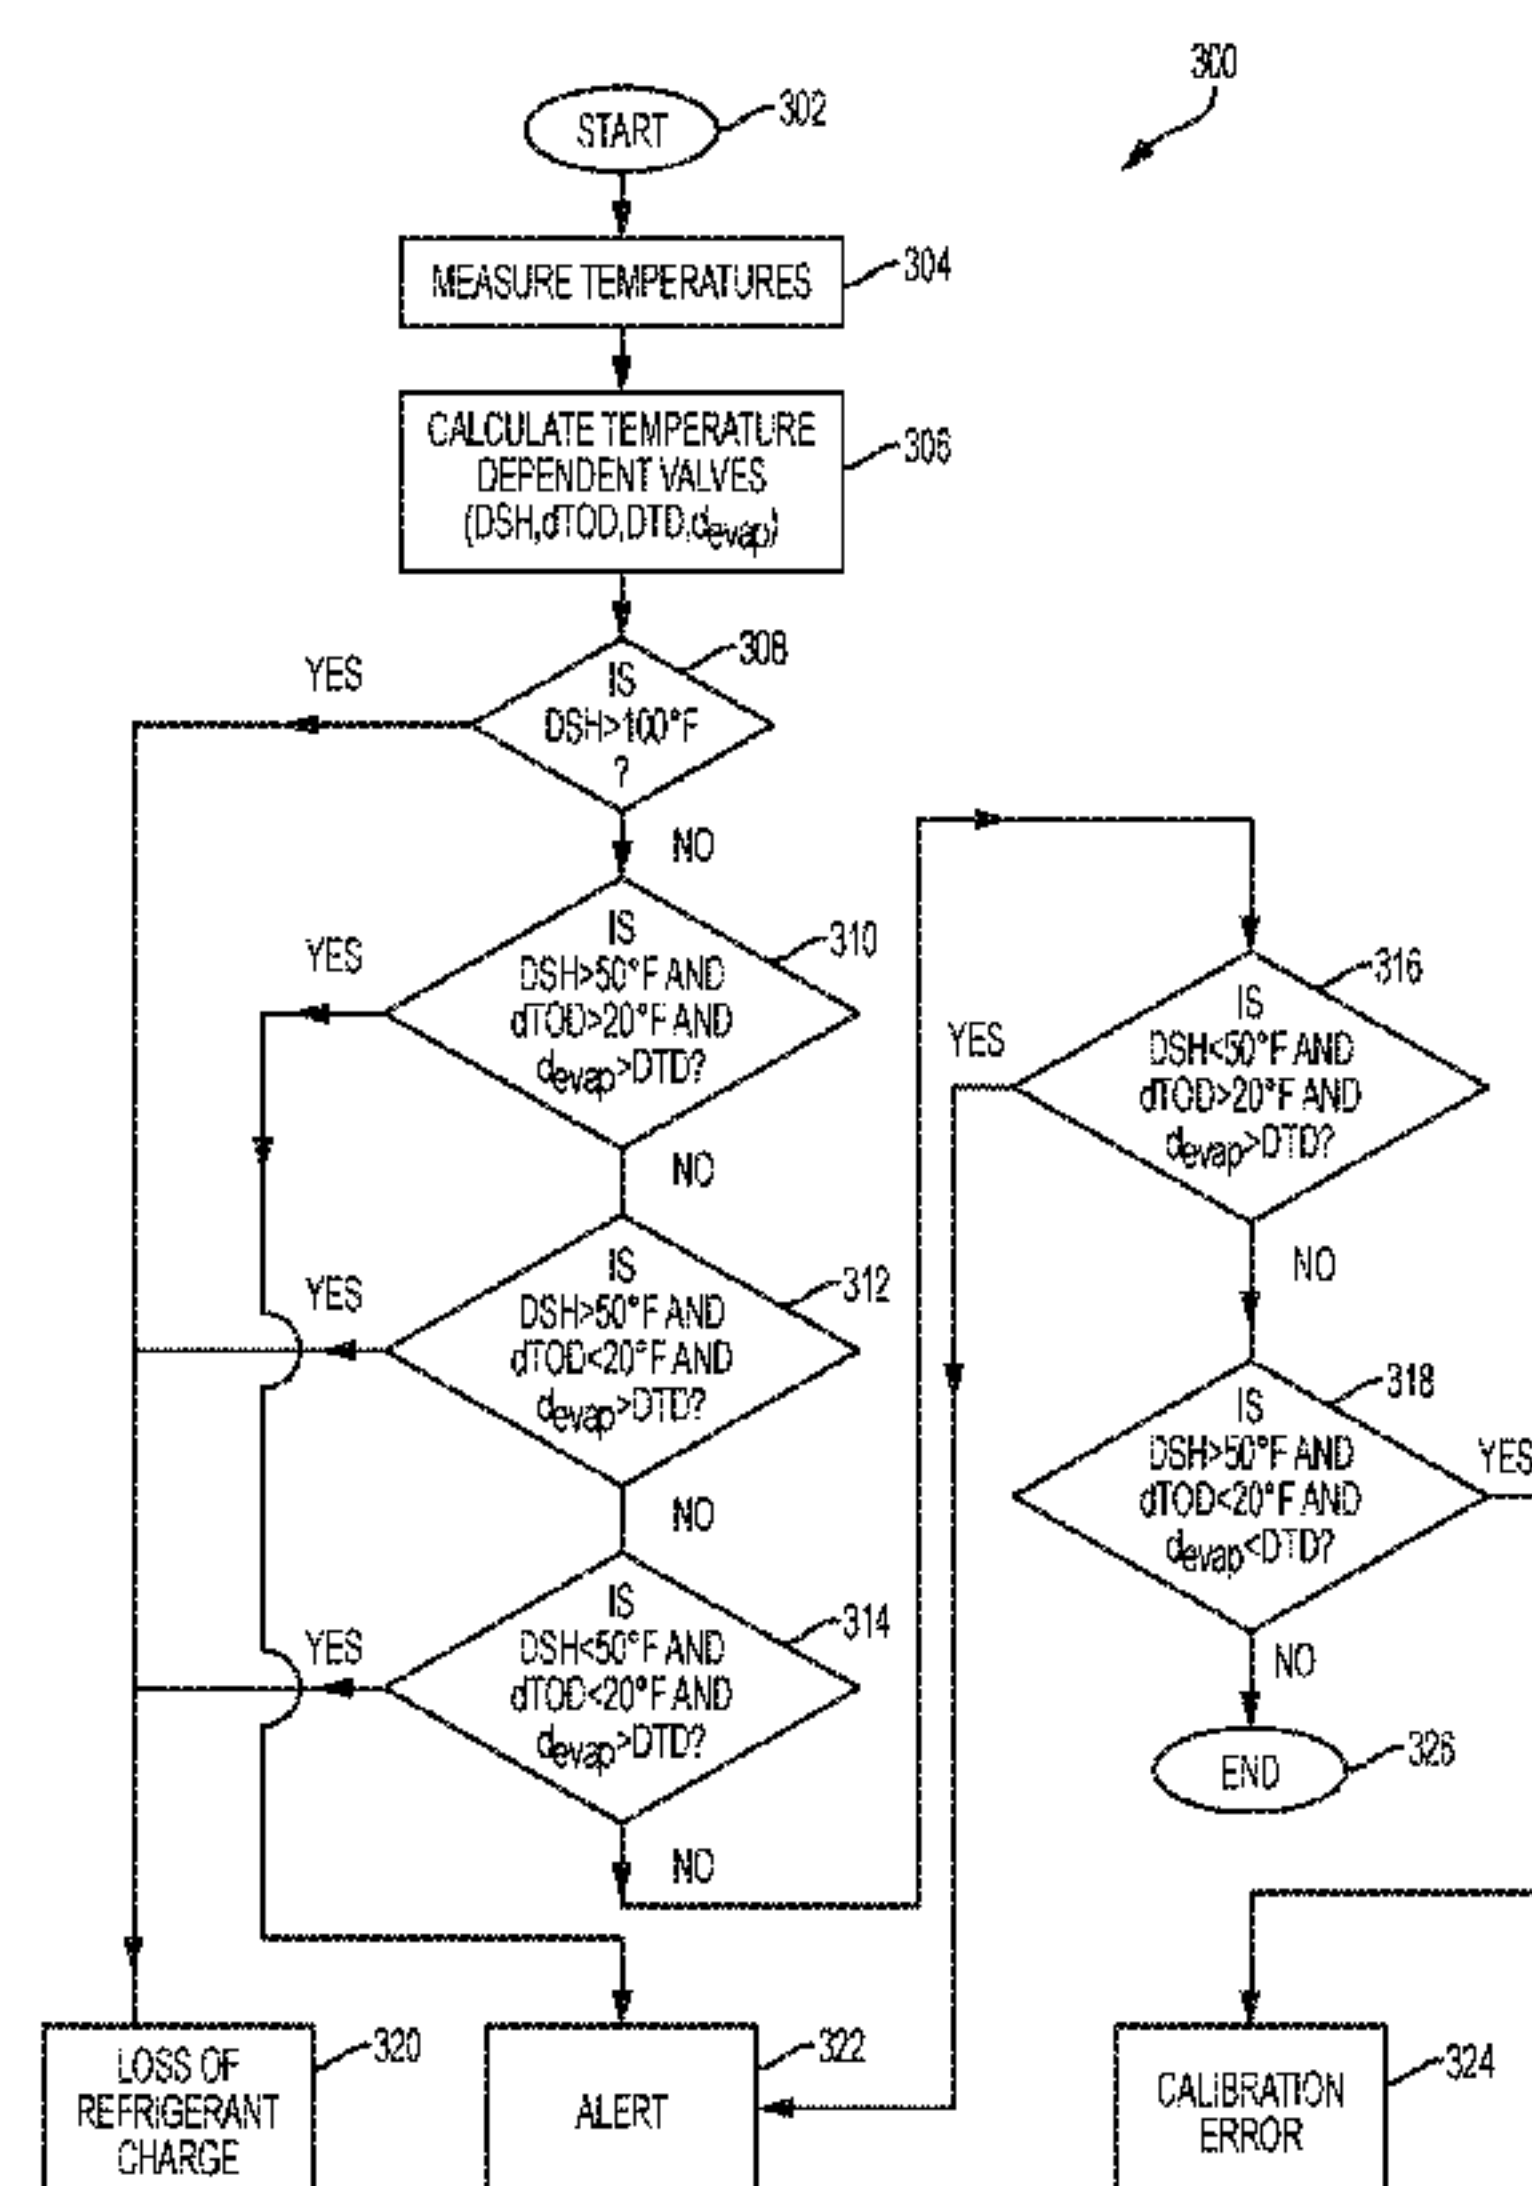 300
START
302
MEASURE TEMPERATURES
304
CALCULATE TEMPERATURE
DEPENDENT VALVES
(DSH,dTOD,DTD,devap)
306
308
IS
DSH>100°F
?
YES
NO
310
IS
DSH>50°F AND
dTOD>20°F AND
devap>DTD?
YES
NO
312
IS
DSH>50°F AND
dTOD<20°F AND
devap>DTD?
YES
NO
314
IS
DSH<50°F AND
dTOD<20°F AND
devap>DTD?
YES
NO
316
IS
DSH<50°F AND
dTOD>20°F AND
devap>DTD?
YES
NO
318
IS
DSH>50°F AND
dTOD<20°F AND
devap<DTD?
YES
NO
END
326
LOSS OF
REFRIGERANT
CHARGE
320
ALERT
322
CALIBRATION
ERROR
324